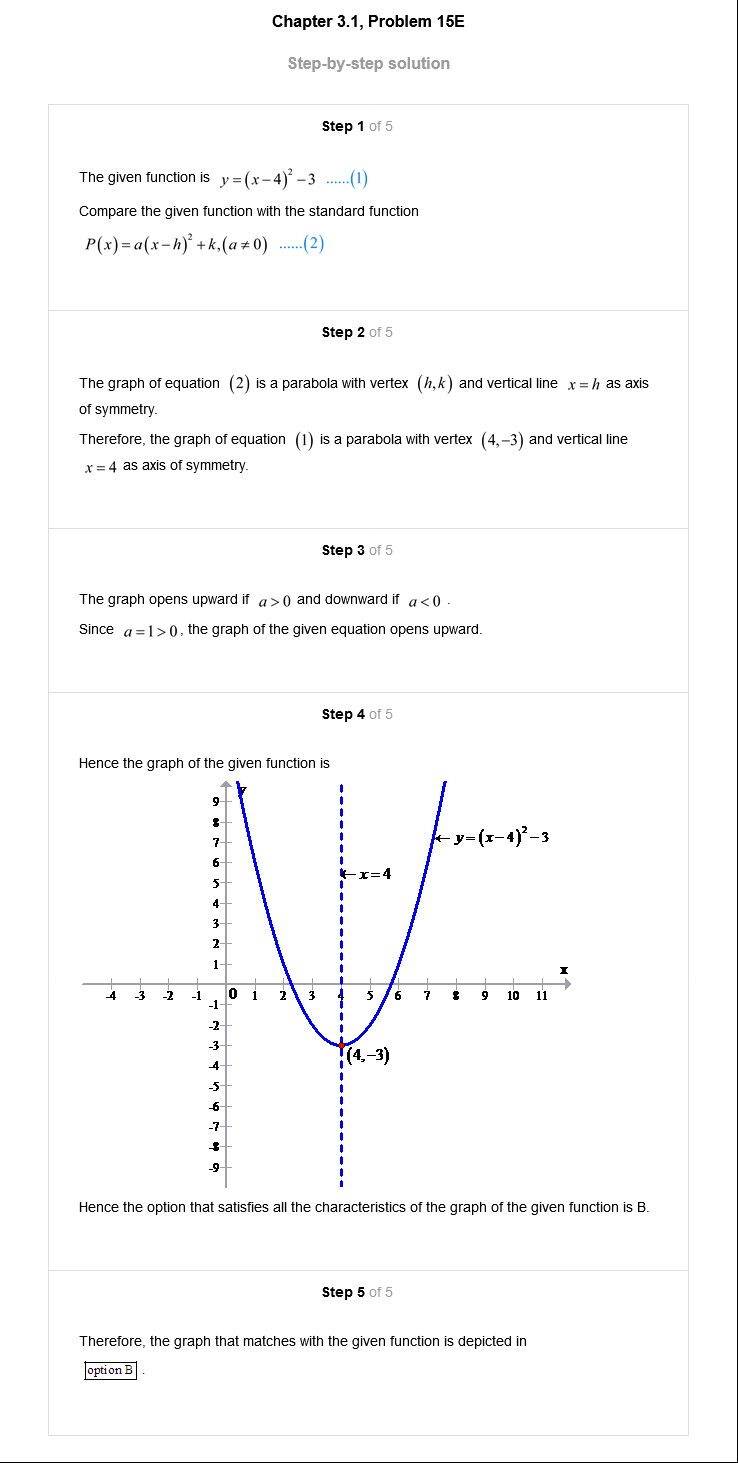 Chapter 3.1, Problem 15E
Step-by-step solution
Step 1 of 5
The given function is y=(x−4)²−3 ......(1)
Compare the given function with the standard function
P(x)=a(x−h)²+k,(a≠0) ......(2)
Step 2 of 5
The graph of equation (2) is a parabola with vertex (h,k) and vertical line x=h as axis
of symmetry.
Therefore, the graph of equation (1) is a parabola with vertex (4,−3) and vertical line
x=4 as axis of symmetry.
Step 3 of 5
The graph opens upward if a>0 and downward if a<0 .
Since a=1>0, the graph of the given equation opens upward.
Step 4 of 5
Hence the graph of the given function is
y
9
8
7
y=(x−4)²−3
6
x=4
5
4
3
2
1
x
-4 -3 -2 -1 0 1 2 3 4 5 6 7 8 9 10 11
-1
-2
-3
(4,−3)
-4
-5
-6
-7
-8
-9
Hence the option that satisfies all the characteristics of the graph of the given function is B.
Step 5 of 5
Therefore, the graph that matches with the given function is depicted in
option B .